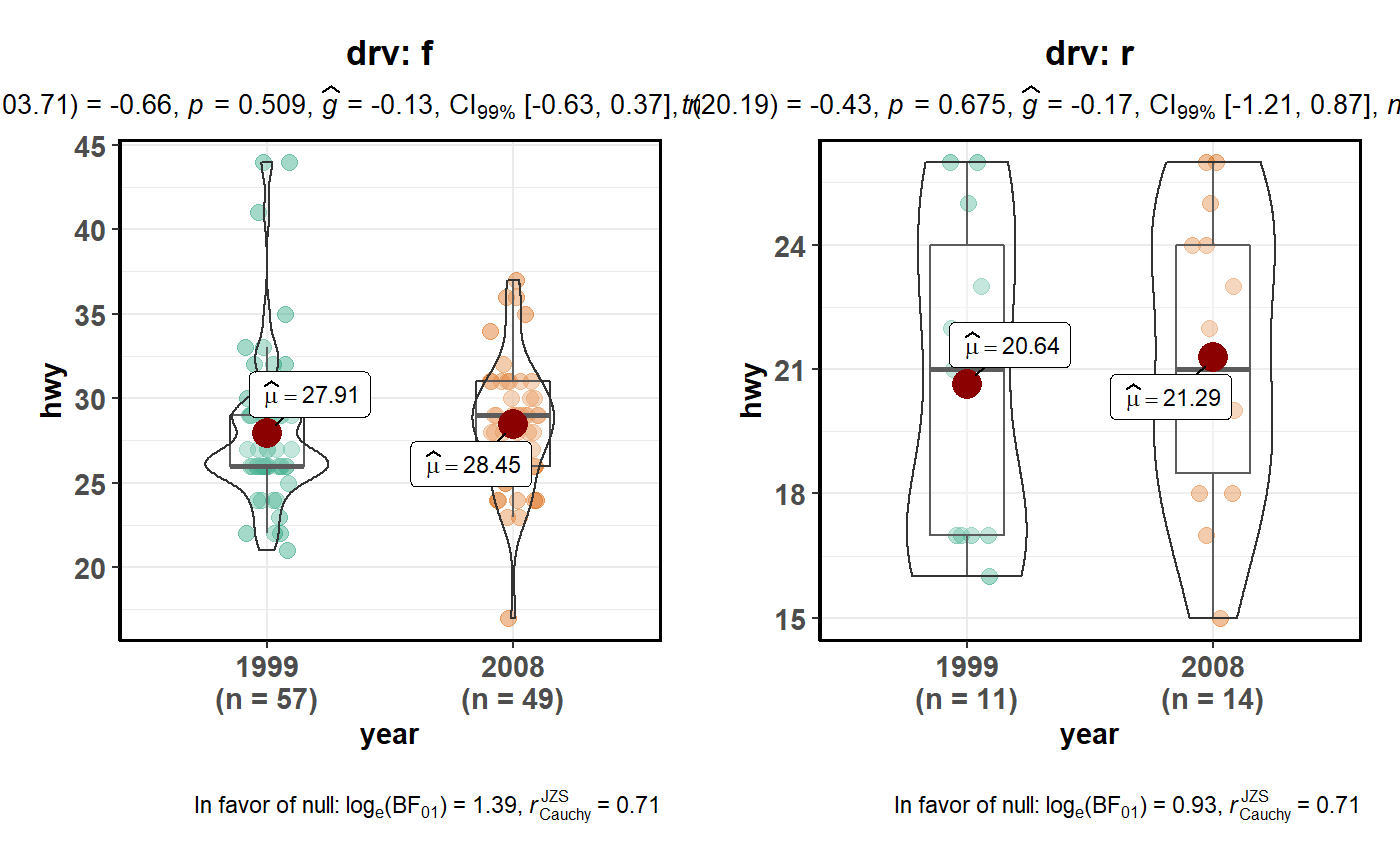 drv: f
03.71) = -0.66, p = 0.509, ĝ = -0.13, CI99% [-0.63, 0.37],
45
40
35
30
25
20
hwy
μ̂ = 27.91
μ̂ = 28.45
1999
(n = 57)
2008
(n = 49)
year
In favor of null: loge(BF01) = 1.39, r JZS Cauchy = 0.71
drv: r
(20.19) = -0.43, p = 0.675, ĝ = -0.17, CI99% [-1.21, 0.87],
24
21
18
15
hwy
μ̂ = 20.64
μ̂ = 21.29
1999
(n = 11)
2008
(n = 14)
year
In favor of null: loge(BF01) = 0.93, r JZS Cauchy = 0.71